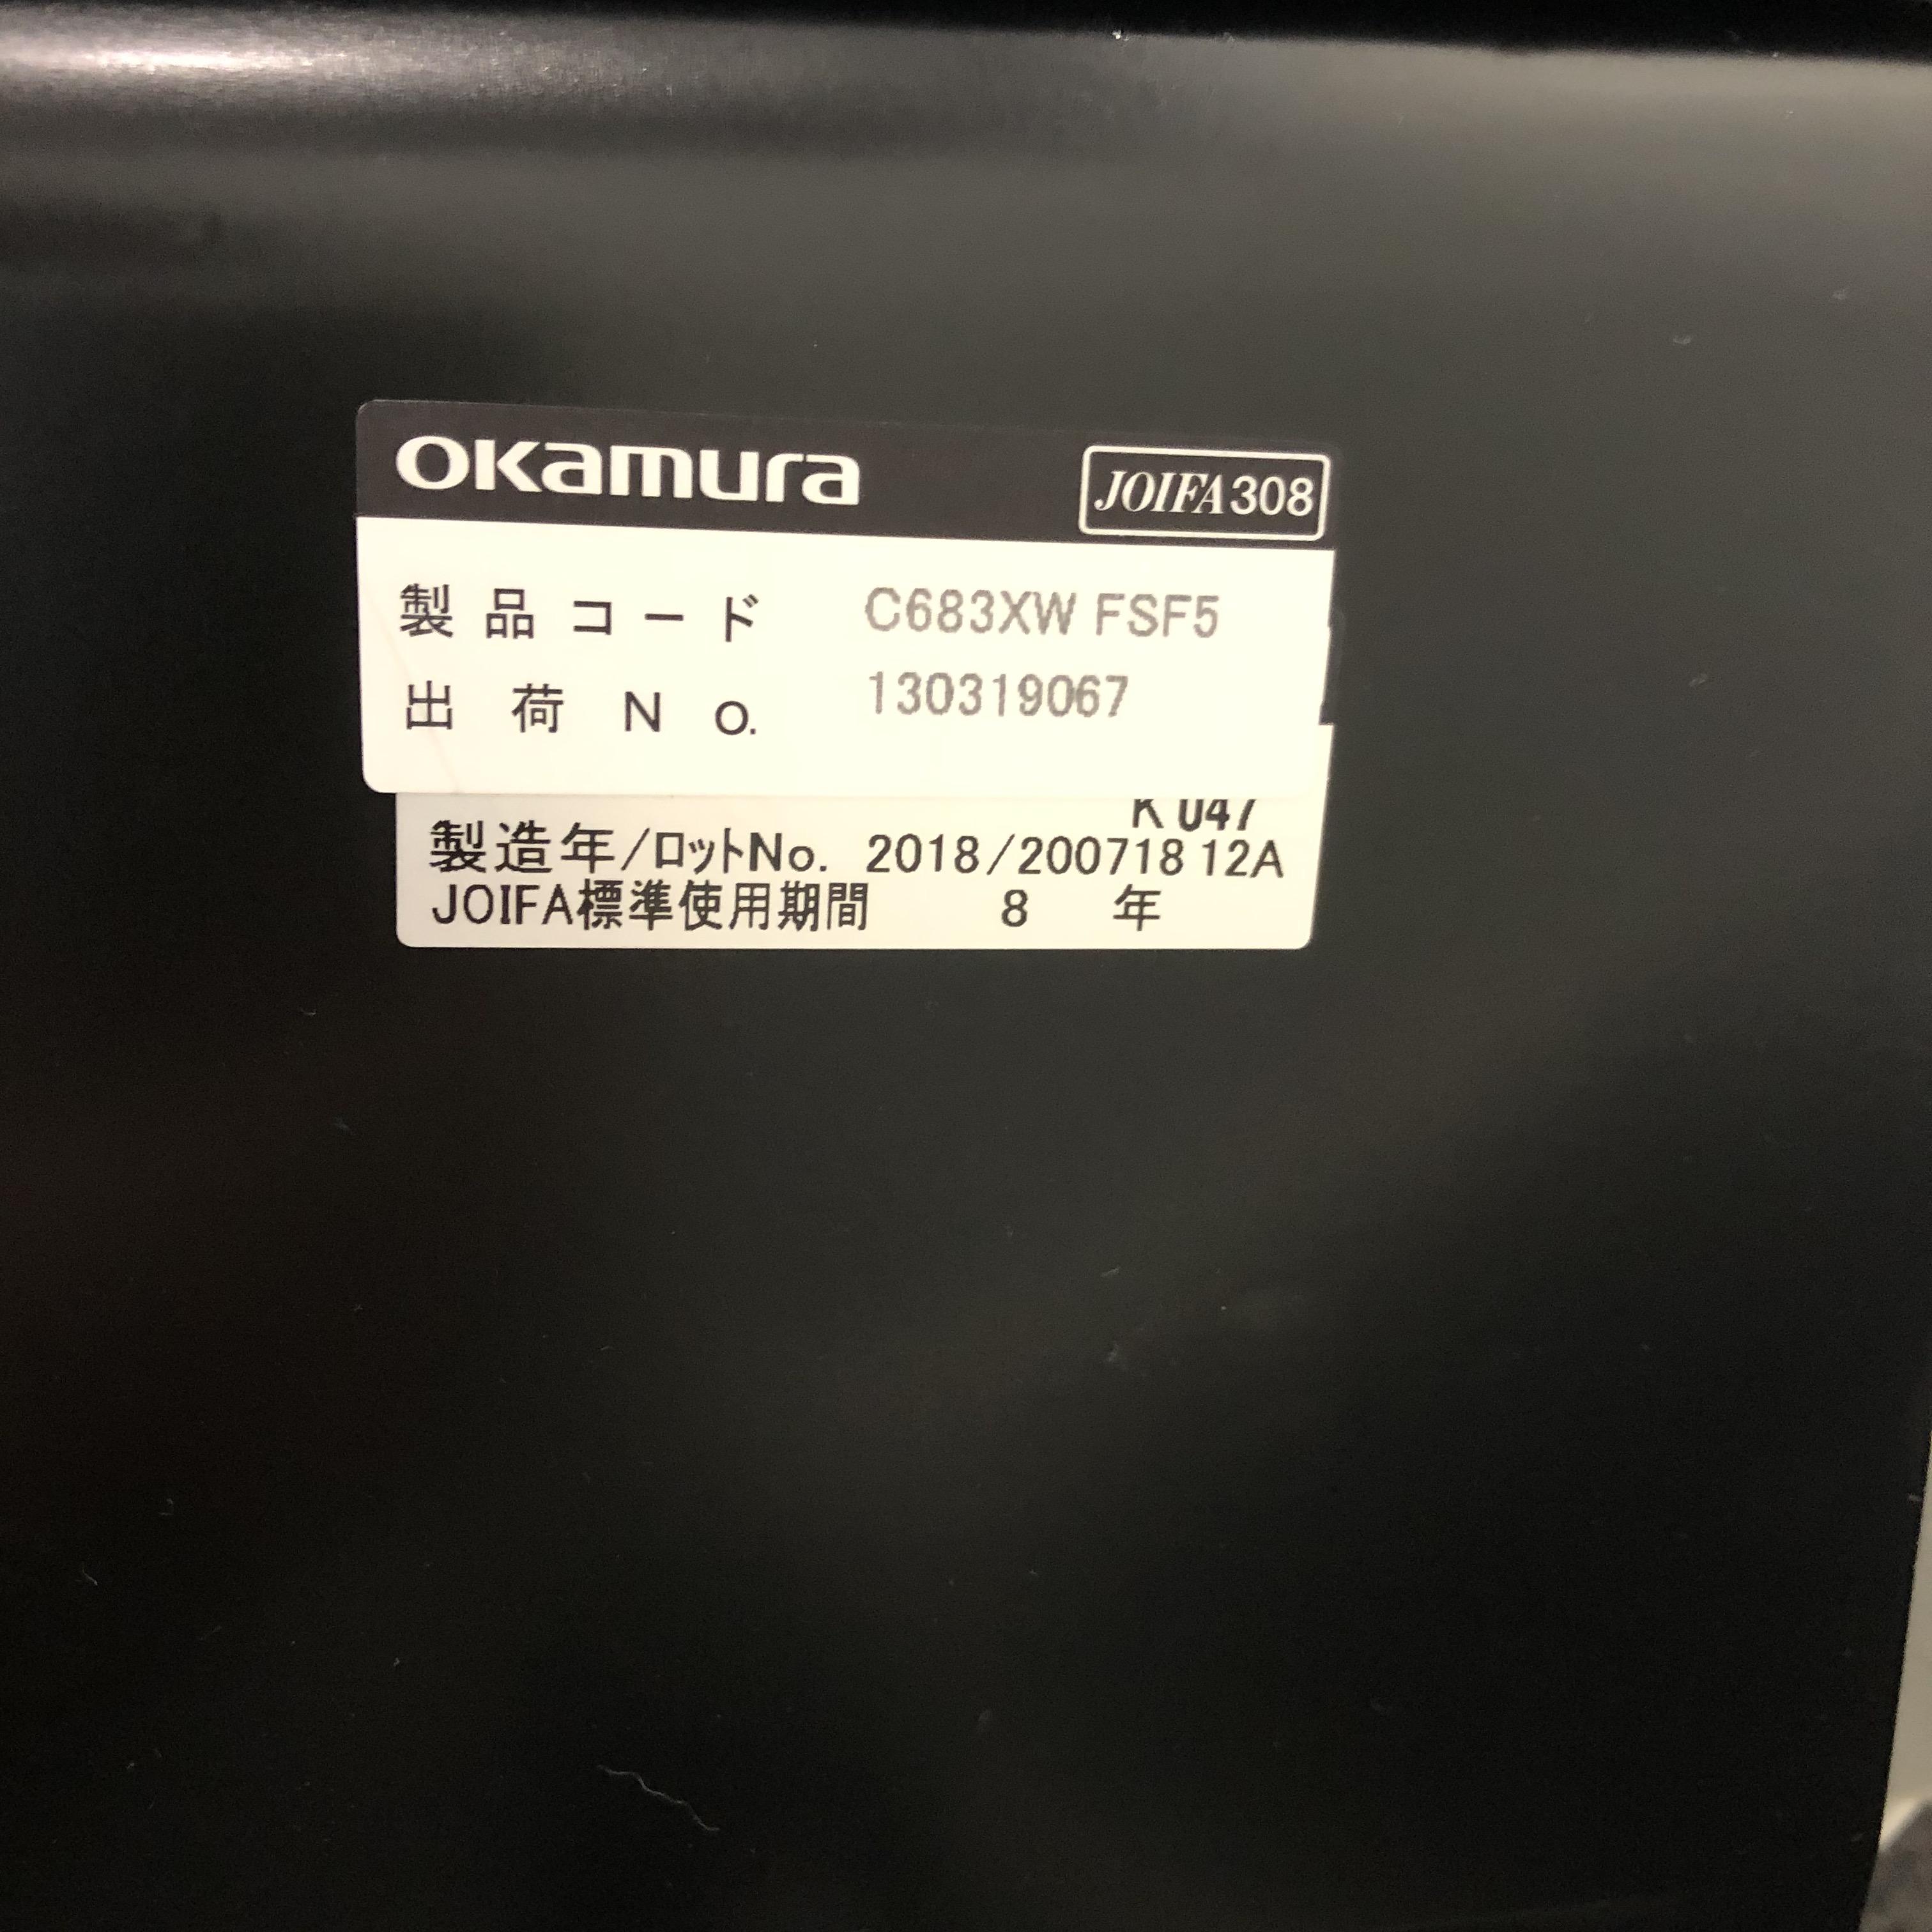 okamura JOIFA308
製品コード C683XW FSF5
出荷No. 130319067
K 047
製造年/ロットNo. 2018/200718 12A
JOIFA標準使用期間 8 年